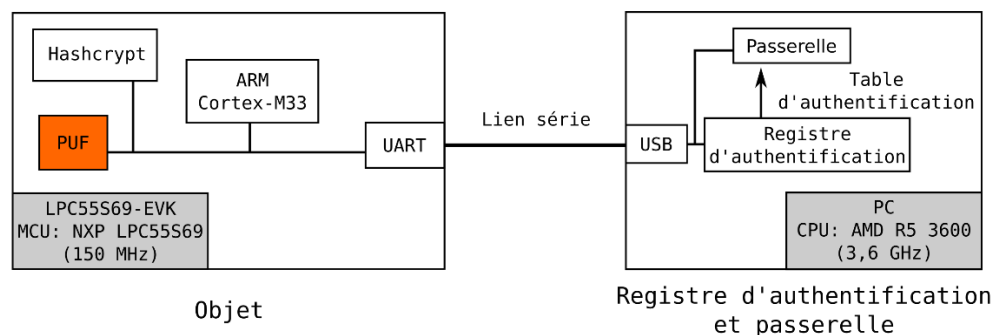 Hashcrypt
ARM
Cortex-M33
PUF
UART
LPC55S69-EVK
MCU: NXP LPC55S69
(150 MHz)
Objet
Lien série
Passerelle
Table
d'authentification
USB
Registre
d'authentification
PC
CPU: AMD R5 3600
(3,6 GHz)
Registre d'authentification
et passerelle